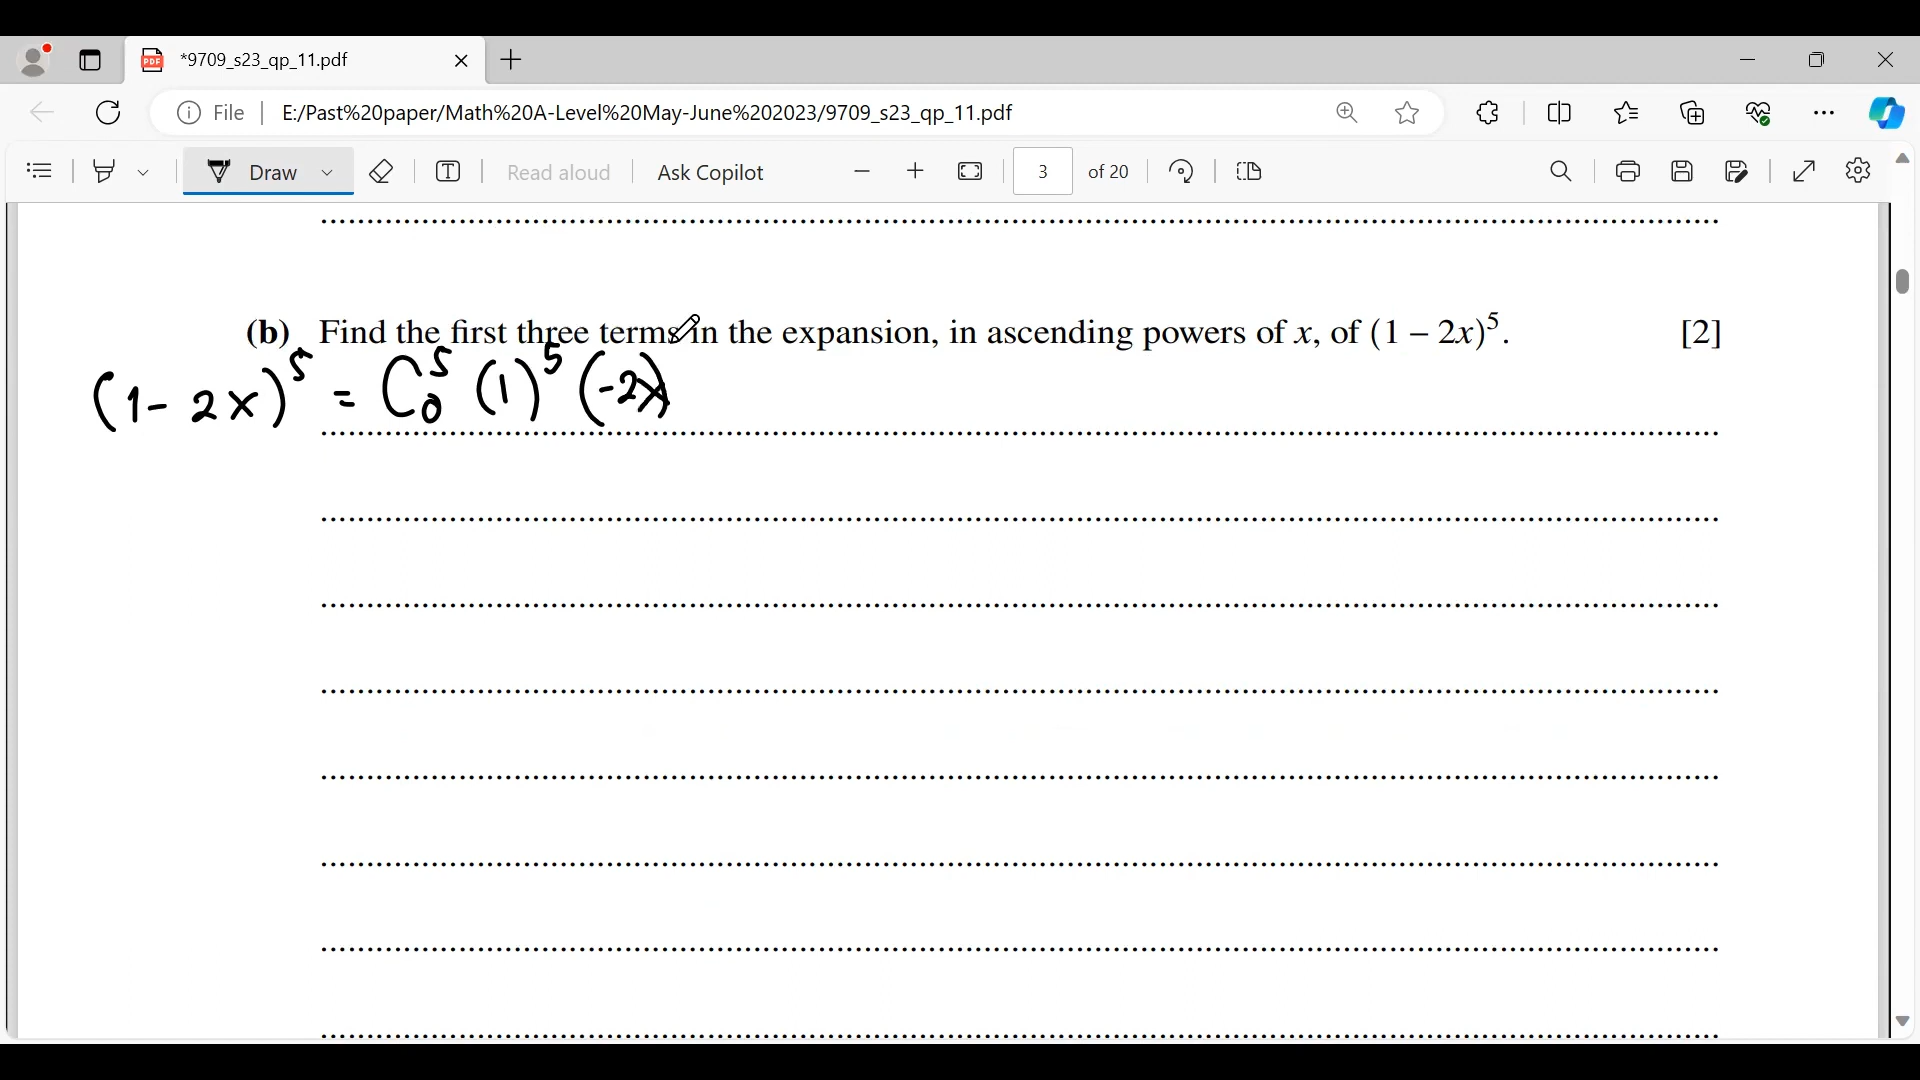 *9709_s23_qp_11.pdf
File E:/Past%20paper/Math%20A-Level%20May-June%202023/9709_s23_qp_11.pdf
Draw Read aloud Ask Copilot 3 of 20
(b) Find the first three terms in the expansion, in ascending powers of x, of (1 – 2x)⁵. [2]
(1 - 2x)⁵ = C⁵₀ (1)⁵ (-2x)